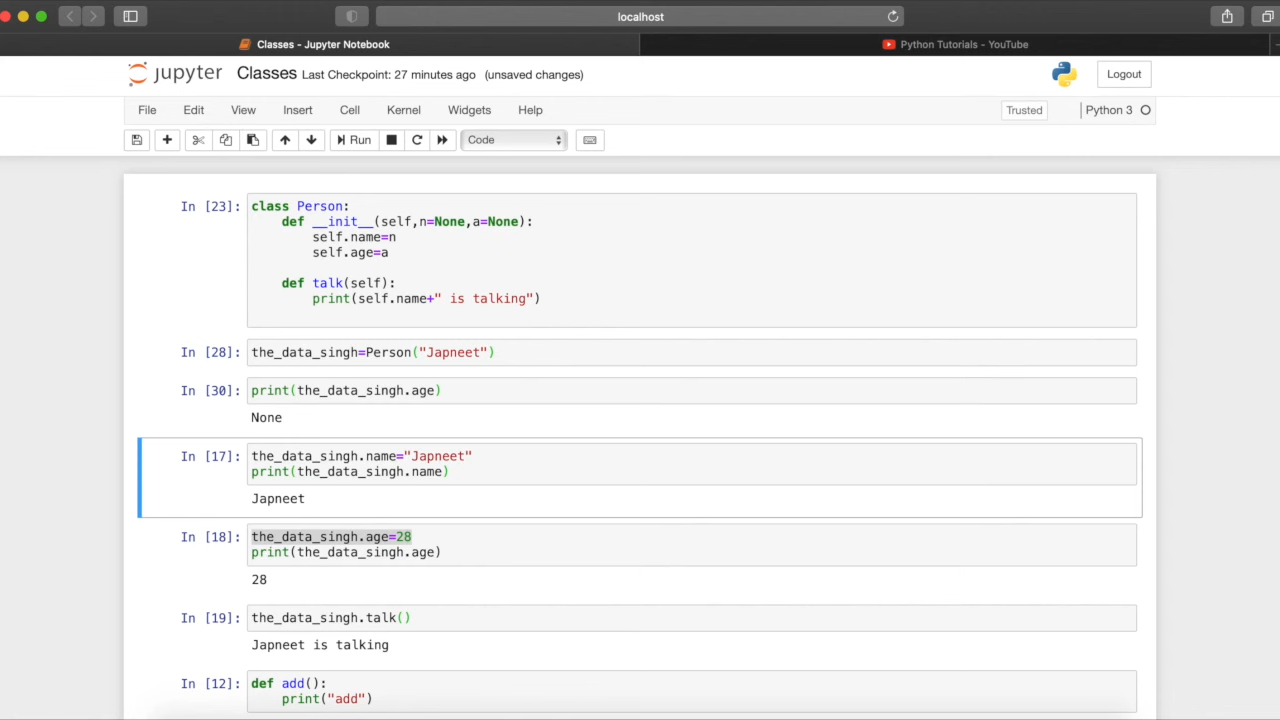 localhost
Classes - Jupyter Notebook
Python Tutorials - YouTube
jupyter Classes Last Checkpoint: 27 minutes ago (unsaved changes)
Logout
File Edit View Insert Cell Kernel Widgets Help
Trusted
Python 3
Run
Code
In [23]:
class Person:
    def __init__(self,n=None,a=None):
        self.name=n
        self.age=a
    def talk(self):
        print(self.name+" is talking")
In [28]: the_data_singh=Person("Japneet")
In [30]: print(the_data_singh.age)
None
In [17]: the_data_singh.name="Japneet"
print(the_data_singh.name)
Japneet
In [18]: the_data_singh.age=28
print(the_data_singh.age)
28
In [19]: the_data_singh.talk()
Japneet is talking
In [12]: def add():
    print("add")